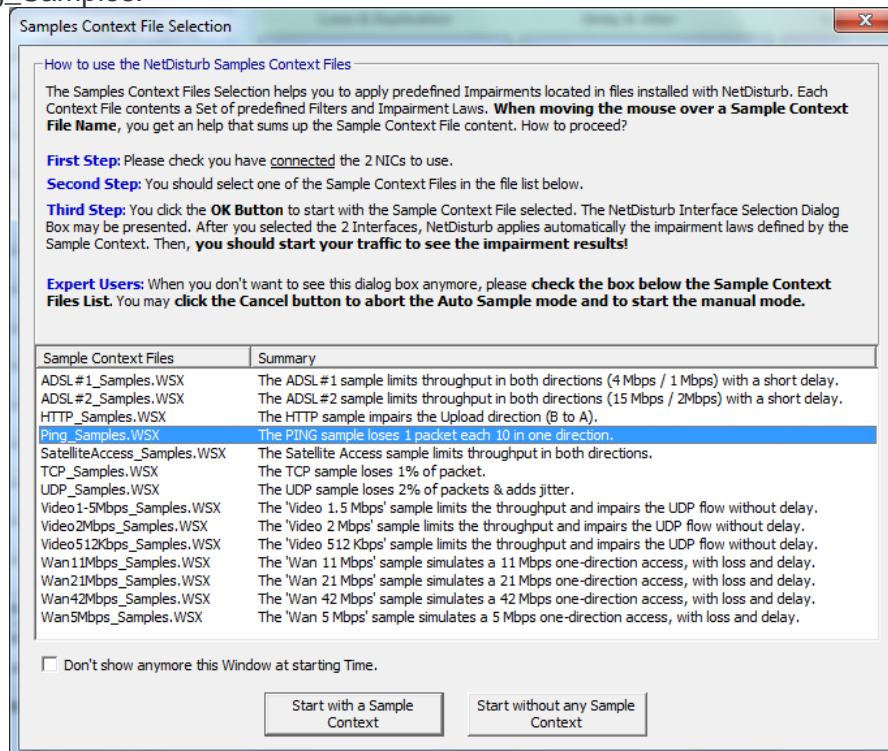 Samples Context File Selection
How to use the NetDisturb Samples Context Files
The Samples Context Files Selection helps you to apply predefined Impairments located in files installed with NetDisturb. Each
Context File contents a Set of predefined Filters and Impairment Laws. When moving the mouse over a Sample Context
File Name, you get an help that sums up the Sample Context File content. How to proceed?
First Step: Please check you have connected the 2 NICs to use.
Second Step: You should select one of the Sample Context Files in the file list below.
Third Step: You click the OK Button to start with the Sample Context File selected. The NetDisturb Interface Selection Dialog
Box may be presented. After you selected the 2 Interfaces, NetDisturb applies automatically the impairment laws defined by the
Sample Context. Then, you should start your traffic to see the impairment results!
Expert Users: When you don't want to see this dialog box anymore, please check the box below the Sample Context
Files List. You may click the Cancel button to abort the Auto Sample mode and to start the manual mode.
Sample Context Files Summary
ADSL#1_Samples.WSX The ADSL#1 sample limits throughput in both directions (4 Mbps / 1 Mbps) with a short delay.
ADSL#2_Samples.WSX The ADSL#2 sample limits throughput in both directions (15 Mbps / 2Mbps) with a short delay.
HTTP_Samples.WSX The HTTP sample impairs the Upload direction (B to A).
Ping_Samples.WSX The PING sample loses 1 packet each 10 in one direction.
SatelliteAccess_Samples.WSX The Satellite Access sample limits throughput in both directions.
TCP_Samples.WSX The TCP sample loses 1% of packet.
UDP_Samples.WSX The UDP sample loses 2% of packets & adds jitter.
Video1-5Mbps_Samples.WSX The 'Video 1.5 Mbps' sample limits the throughput and impairs the UDP flow without delay.
Video2Mbps_Samples.WSX The 'Video 2 Mbps' sample limits the throughput and impairs the UDP flow without delay.
Video512Kbps_Samples.WSX The 'Video 512 Kbps' sample limits the throughput and impairs the UDP flow without delay.
Wan11Mbps_Samples.WSX The 'Wan 11 Mbps' sample simulates a 11 Mbps one-direction access, with loss and delay.
Wan21Mbps_Samples.WSX The 'Wan 21 Mbps' sample simulates a 21 Mbps one-direction access, with loss and delay.
Wan42Mbps_Samples.WSX The 'Wan 42 Mbps' sample simulates a 42 Mbps one-direction access, with loss and delay.
Wan5Mbps_Samples.WSX The 'Wan 5 Mbps' sample simulates a 5 Mbps one-direction access, with loss and delay.
Don't show anymore this Window at starting Time.
Start with a Sample Context
Start without any Sample Context